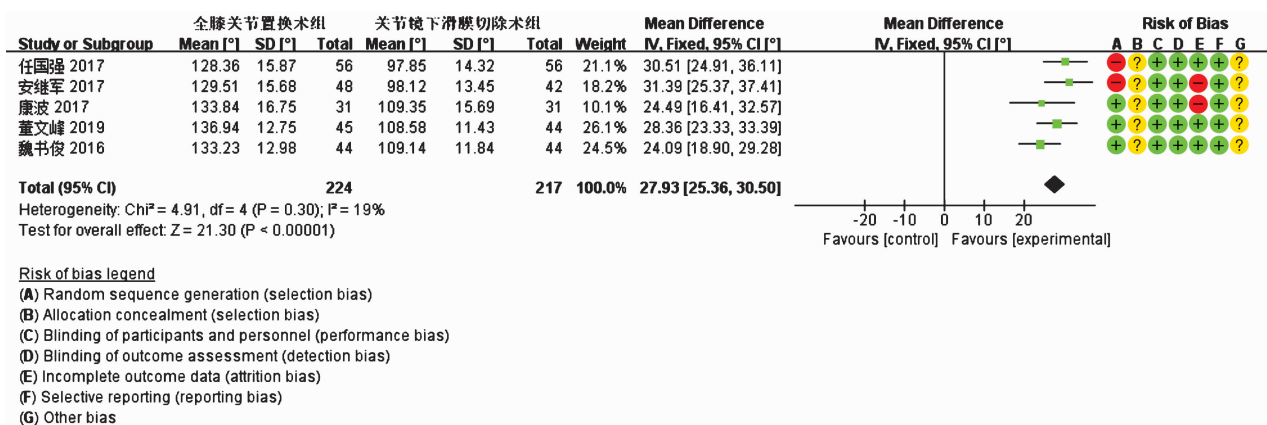 全膝关节置换术组 关节镜下滑膜切除术组 Mean Difference Mean Difference Risk of Bias
Study or Subgroup Mean [°] SD [°] Total Mean [°] SD [°] Total Weight IV, Fixed, 95% CI [°] IV, Fixed, 95% CI [°] A B C D E F G
任国强 2017 128.36 15.87 56 97.85 14.32 56 21.1% 30.51 [24.91, 36.11] − ? + + + + ?
安继军 2017 129.51 15.68 48 98.12 13.45 42 18.2% 31.39 [25.37, 37.41] − ? + + − + ?
康波 2017 133.84 16.75 31 109.35 15.69 31 10.1% 24.49 [16.41, 32.57] + ? + + − + ?
董文峰 2019 136.94 12.75 45 108.58 11.43 44 26.1% 28.36 [23.33, 33.39] + ? + + + + ?
魏书俊 2016 133.23 12.98 44 109.14 11.84 44 24.5% 24.09 [18.90, 29.28] + ? + + + + ?
Total (95% CI) 224 217 100.0% 27.93 [25.36, 30.50]
Heterogeneity: Chi² = 4.91, df = 4 (P = 0.30); I² = 19%
Test for overall effect: Z = 21.30 (P < 0.00001)
-20 -10 0 10 20
Favours [control] Favours [experimental]
Risk of bias legend
(A) Random sequence generation (selection bias)
(B) Allocation concealment (selection bias)
(C) Blinding of participants and personnel (performance bias)
(D) Blinding of outcome assessment (detection bias)
(E) Incomplete outcome data (attrition bias)
(F) Selective reporting (reporting bias)
(G) Other bias